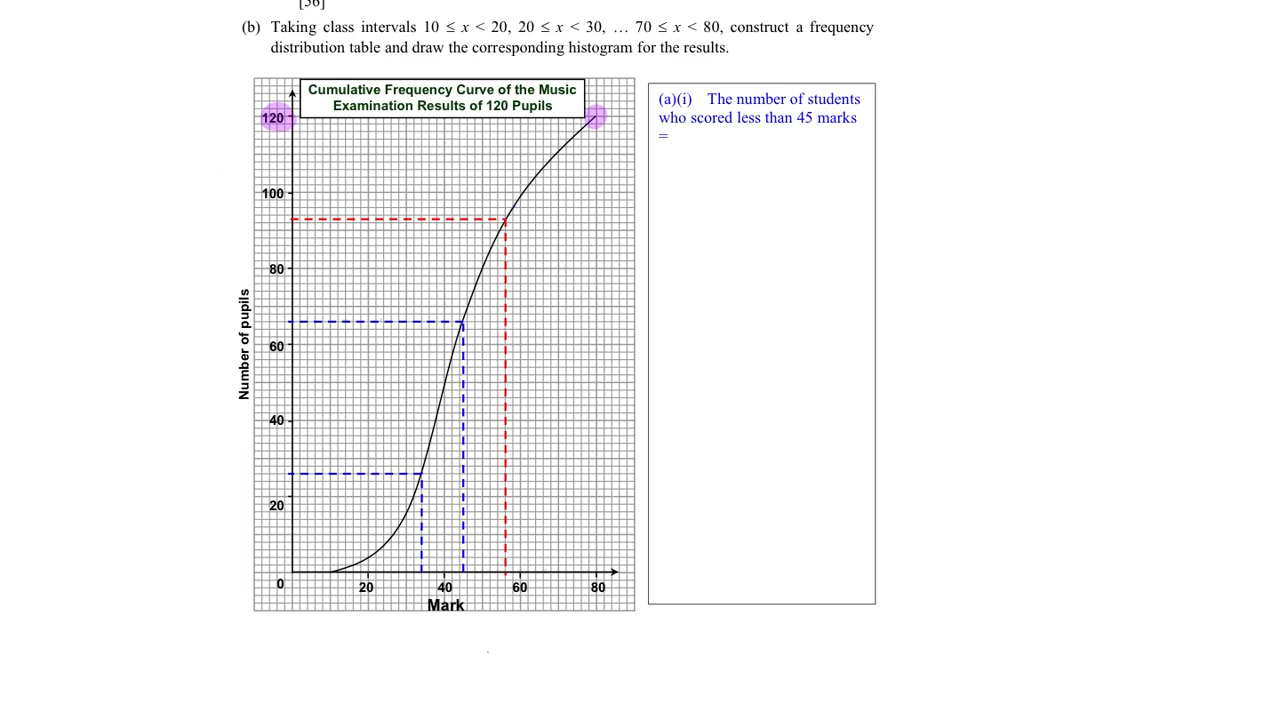 [56]
(b) Taking class intervals 10 ≤ x < 20, 20 ≤ x < 30, … 70 ≤ x < 80, construct a frequency
distribution table and draw the corresponding histogram for the results.
Cumulative Frequency Curve of the Music
Examination Results of 120 Pupils
120
100
80
60
40
20
0
Number of pupils
20 40 60 80
Mark
(a)(i) The number of students
who scored less than 45 marks
=